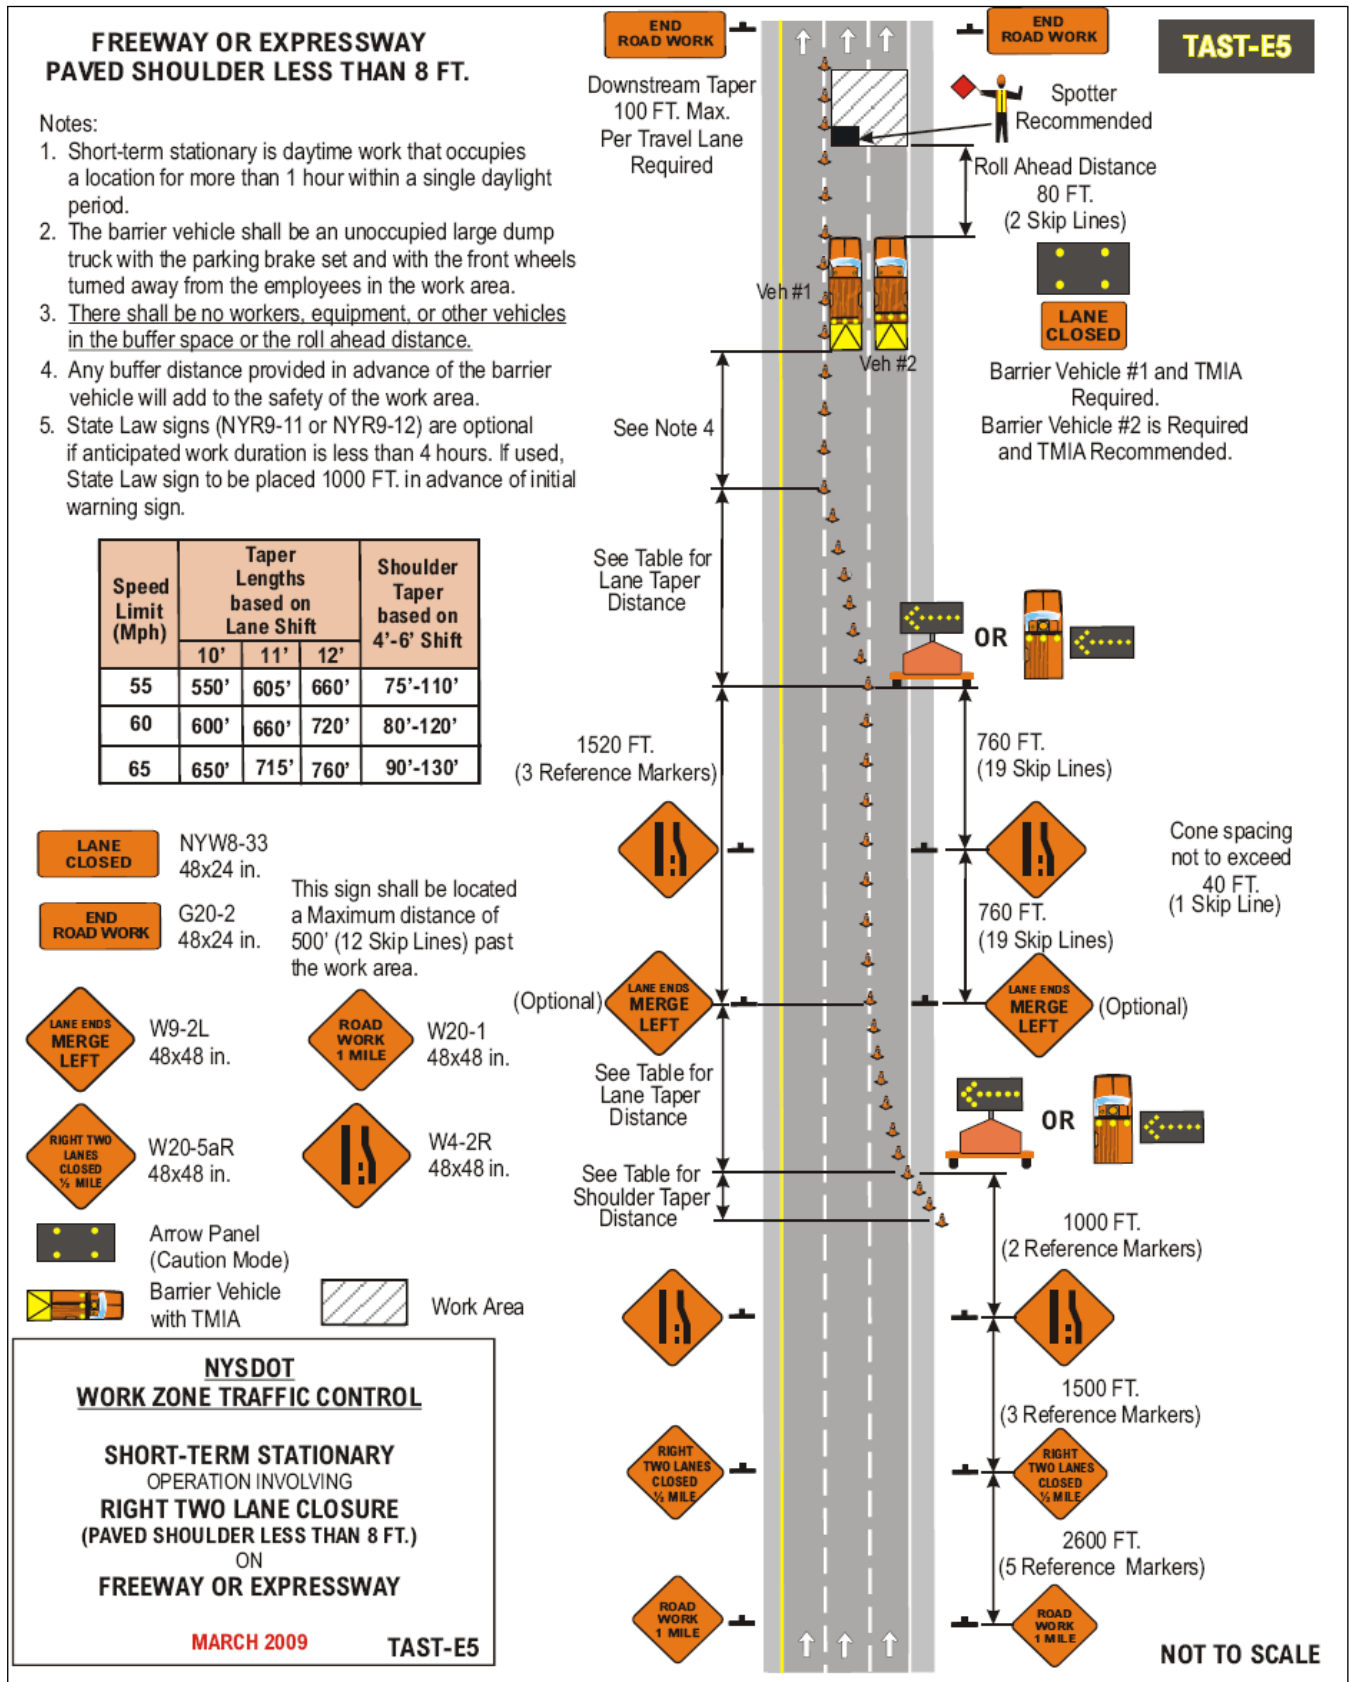 FREEWAY OR EXPRESSWAY
PAVED SHOULDER LESS THAN 8 FT.
Notes:
1. Short-term stationary is daytime work that occupies
a location for more than 1 hour within a single daylight
period.
2. The barrier vehicle shall be an unoccupied large dump
truck with the parking brake set and with the front wheels
turned away from the employees in the work area.
3. There shall be no workers, equipment, or other vehicles
in the buffer space or the roll ahead distance.
4. Any buffer distance provided in advance of the barrier
vehicle will add to the safety of the work area.
5. State Law signs (NYR9-11 or NYR9-12) are optional
if anticipated work duration is less than 4 hours. If used,
State Law sign to be placed 1000 FT. in advance of initial
warning sign.
Speed
Limit
(Mph)
Taper
Lengths
based on
Lane Shift
Shoulder
Taper
based on
4'-6' Shift
10' 11' 12'
55 550' 605' 660' 75'-110'
60 600' 660' 720' 80'-120'
65 650' 715' 760' 90'-130'
LANE
CLOSED
NYW8-33
48x24 in.
END
ROAD WORK
G20-2
48x24 in.
This sign shall be located
a Maximum distance of
500' (12 Skip Lines) past
the work area.
LANE ENDS
MERGE
LEFT
W9-2L
48x48 in.
ROAD
WORK
1 MILE
W20-1
48x48 in.
RIGHT TWO
LANES
CLOSED
½ MILE
W20-5aR
48x48 in.
W4-2R
48x48 in.
Arrow Panel
(Caution Mode)
Barrier Vehicle
with TMIA
Work Area
NYSDOT
WORK ZONE TRAFFIC CONTROL
SHORT-TERM STATIONARY
OPERATION INVOLVING
RIGHT TWO LANE CLOSURE
(PAVED SHOULDER LESS THAN 8 FT.)
ON
FREEWAY OR EXPRESSWAY
MARCH 2009 TAST-E5
END
ROAD WORK
END
ROAD WORK
TAST-E5
Downstream Taper
100 FT. Max.
Per Travel Lane
Required
Spotter
Recommended
Roll Ahead Distance
80 FT.
(2 Skip Lines)
Veh #1
Veh #2
LANE
CLOSED
Barrier Vehicle #1 and TMIA
Required.
Barrier Vehicle #2 is Required
and TMIA Recommended.
See Note 4
See Table for
Lane Taper
Distance
OR
1520 FT.
(3 Reference Markers)
760 FT.
(19 Skip Lines)
Cone spacing
not to exceed
40 FT.
(1 Skip Line)
760 FT.
(19 Skip Lines)
(Optional)
LANE ENDS
MERGE
LEFT
LANE ENDS
MERGE
LEFT
(Optional)
See Table for
Lane Taper
Distance
OR
See Table for
Shoulder Taper
Distance
1000 FT.
(2 Reference Markers)
1500 FT.
(3 Reference Markers)
RIGHT
TWO LANES
CLOSED
½ MILE
RIGHT
TWO LANES
CLOSED
½ MILE
2600 FT.
(5 Reference Markers)
ROAD
WORK
1 MILE
ROAD
WORK
1 MILE
NOT TO SCALE